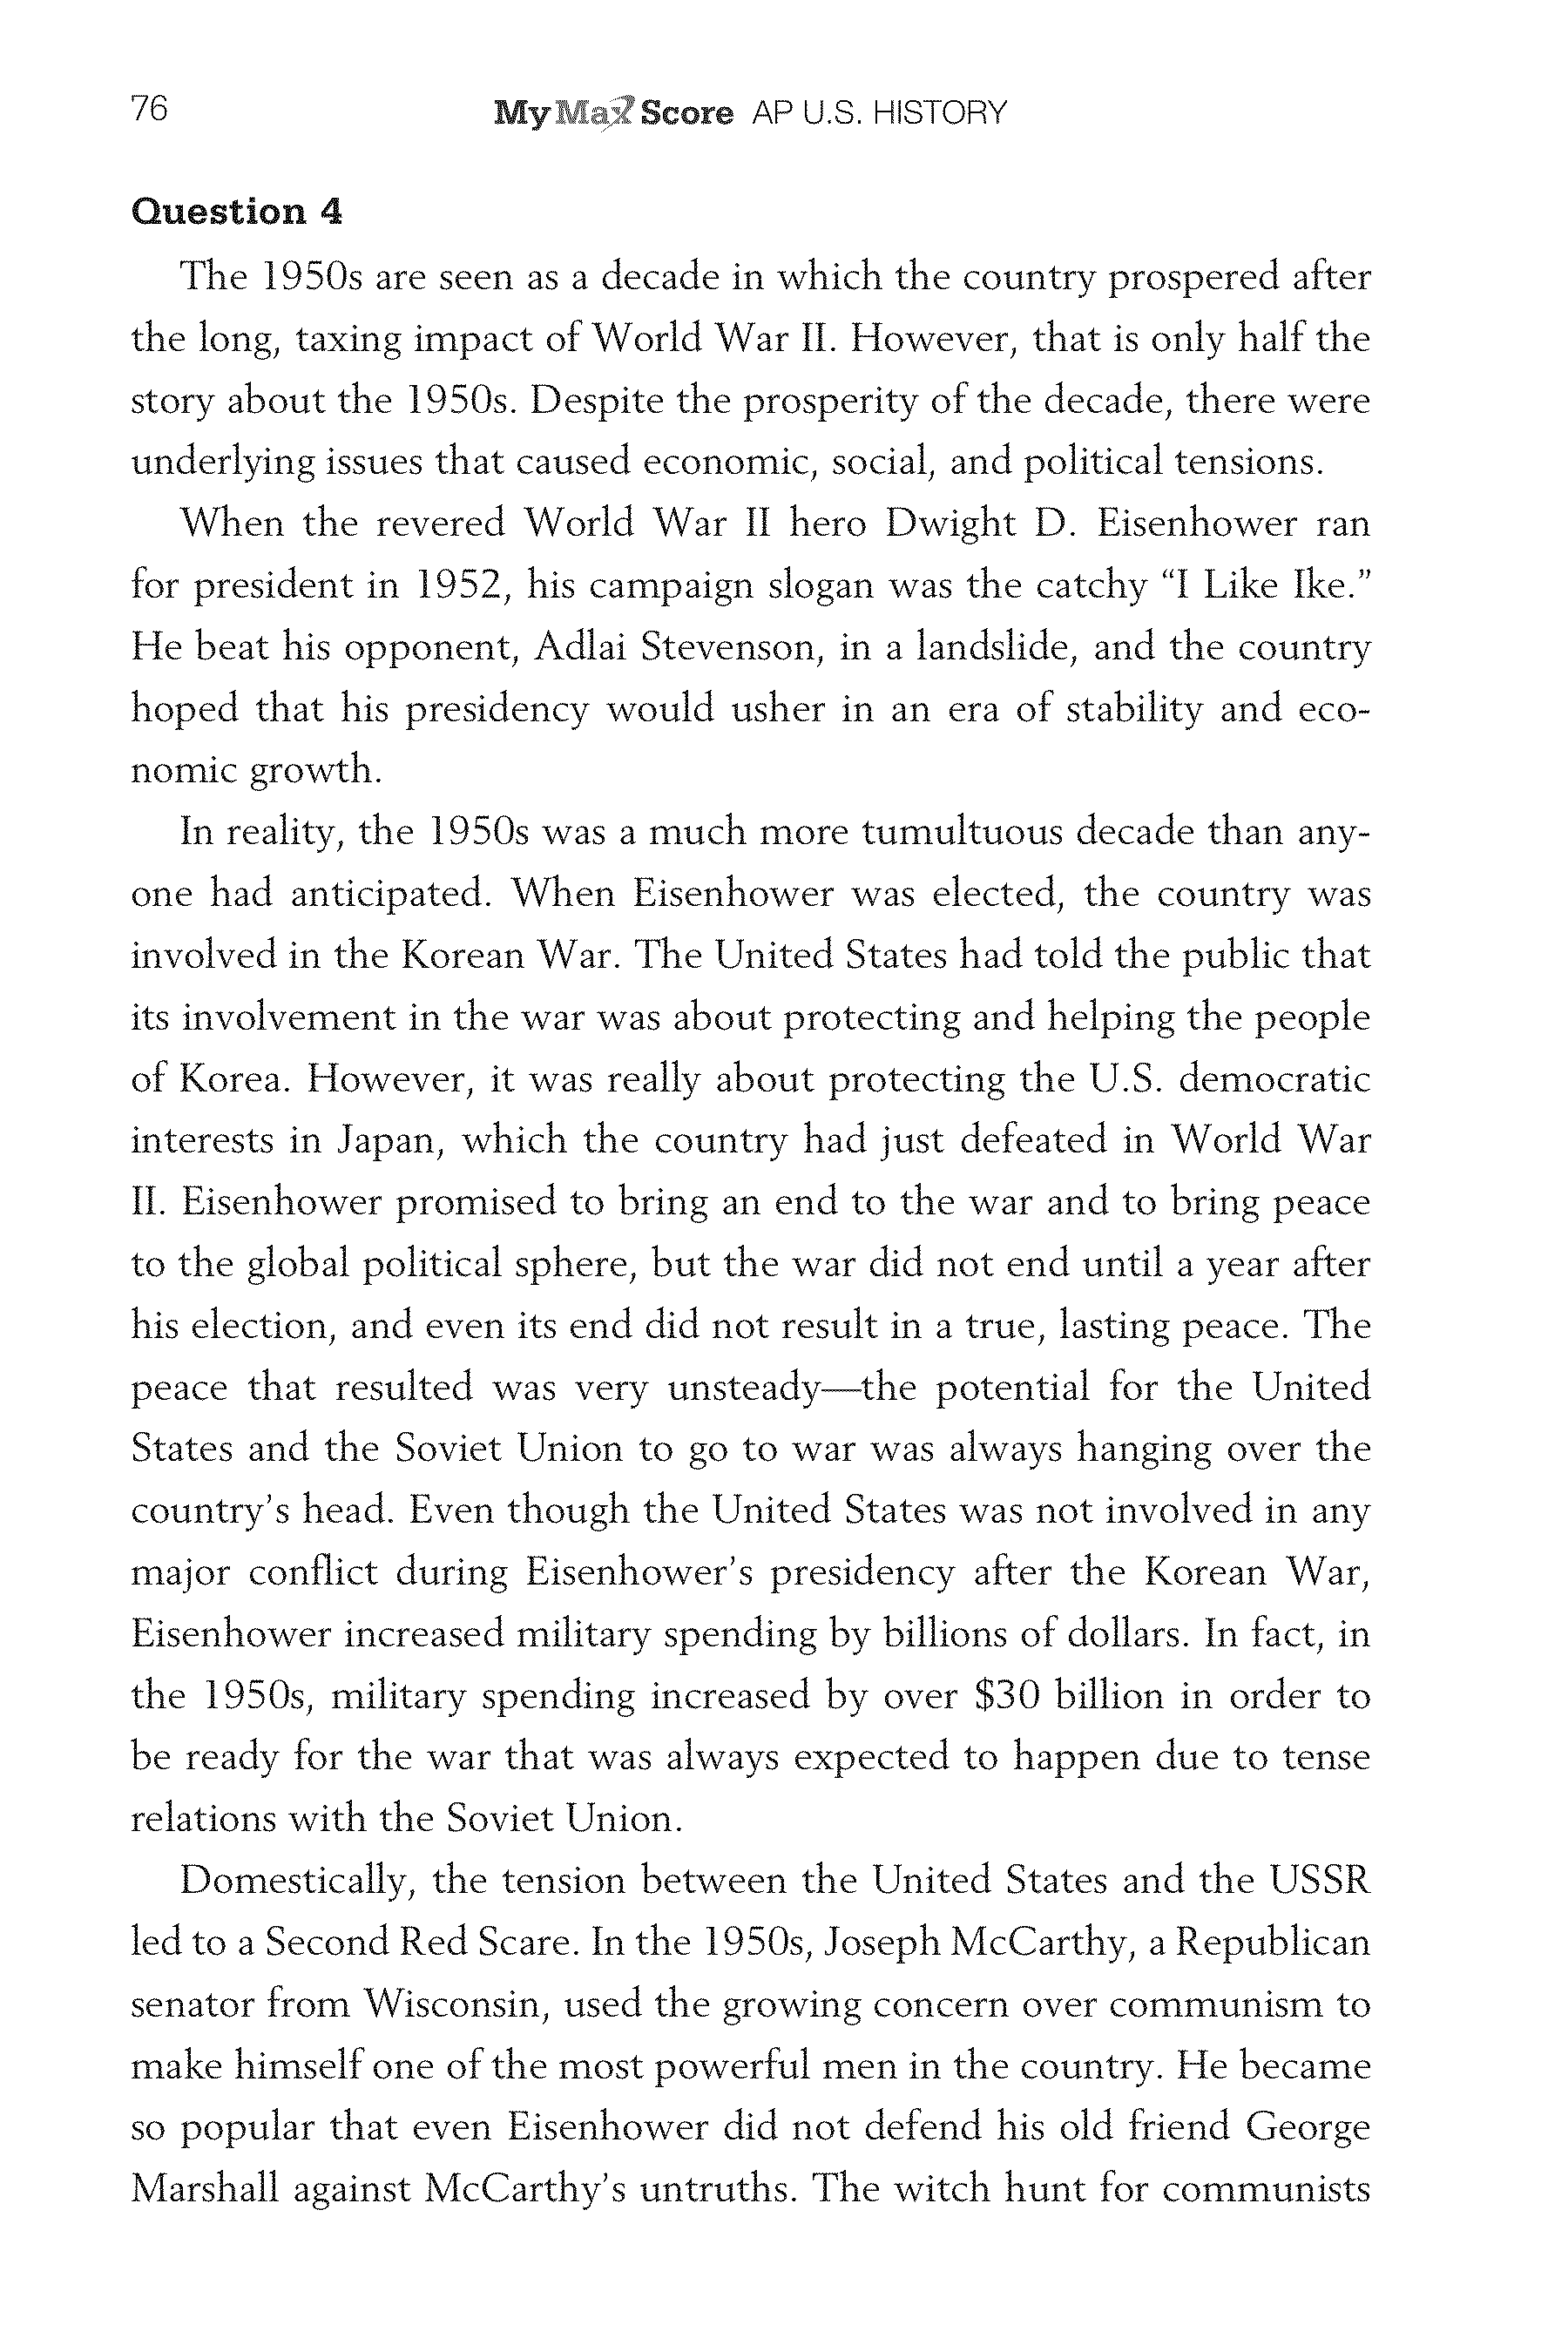 76 MyMaxScore AP U.S. HISTORY
Question 4
The 1950s are seen as a decade in which the country prospered after
the long, taxing impact of World War II. However, that is only half the
story about the 1950s. Despite the prosperity of the decade, there were
underlying issues that caused economic, social, and political tensions.
When the revered World War II hero Dwight D. Eisenhower ran
for president in 1952, his campaign slogan was the catchy “I Like Ike.”
He beat his opponent, Adlai Stevenson, in a landslide, and the country
hoped that his presidency would usher in an era of stability and eco-
nomic growth.
In reality, the 1950s was a much more tumultuous decade than any-
one had anticipated. When Eisenhower was elected, the country was
involved in the Korean War. The United States had told the public that
its involvement in the war was about protecting and helping the people
of Korea. However, it was really about protecting the U.S. democratic
interests in Japan, which the country had just defeated in World War
II. Eisenhower promised to bring an end to the war and to bring peace
to the global political sphere, but the war did not end until a year after
his election, and even its end did not result in a true, lasting peace. The
peace that resulted was very unsteady—the potential for the United
States and the Soviet Union to go to war was always hanging over the
country’s head. Even though the United States was not involved in any
major conflict during Eisenhower’s presidency after the Korean War,
Eisenhower increased military spending by billions of dollars. In fact, in
the 1950s, military spending increased by over $30 billion in order to
be ready for the war that was always expected to happen due to tense
relations with the Soviet Union.
Domestically, the tension between the United States and the USSR
led to a Second Red Scare. In the 1950s, Joseph McCarthy, a Republican
senator from Wisconsin, used the growing concern over communism to
make himself one of the most powerful men in the country. He became
so popular that even Eisenhower did not defend his old friend George
Marshall against McCarthy’s untruths. The witch hunt for communists